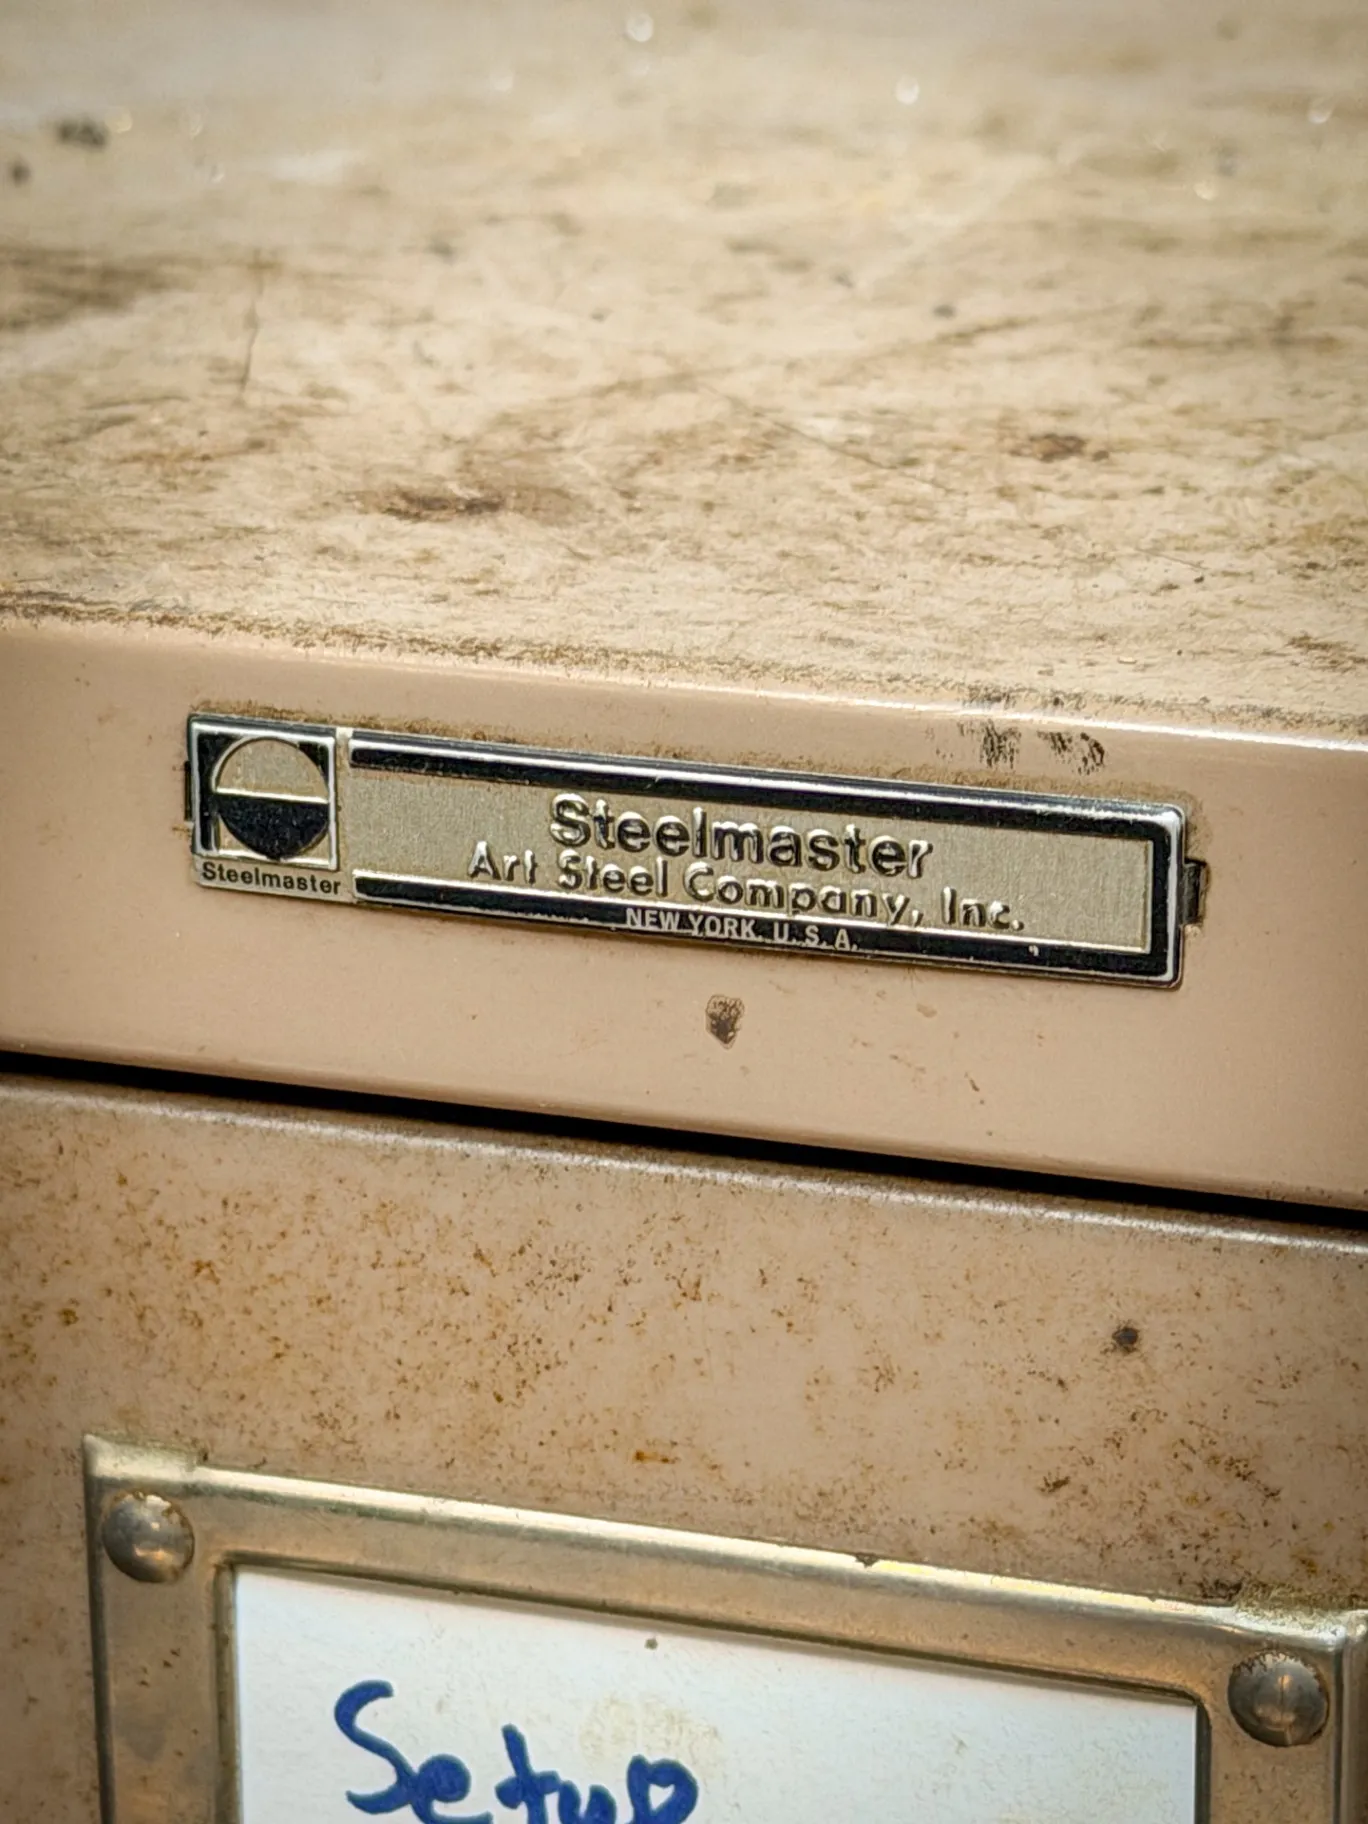 Steelmaster
Steelmaster
Art Steel Company, Inc.
NEW YORK, U.S.A.
Setup